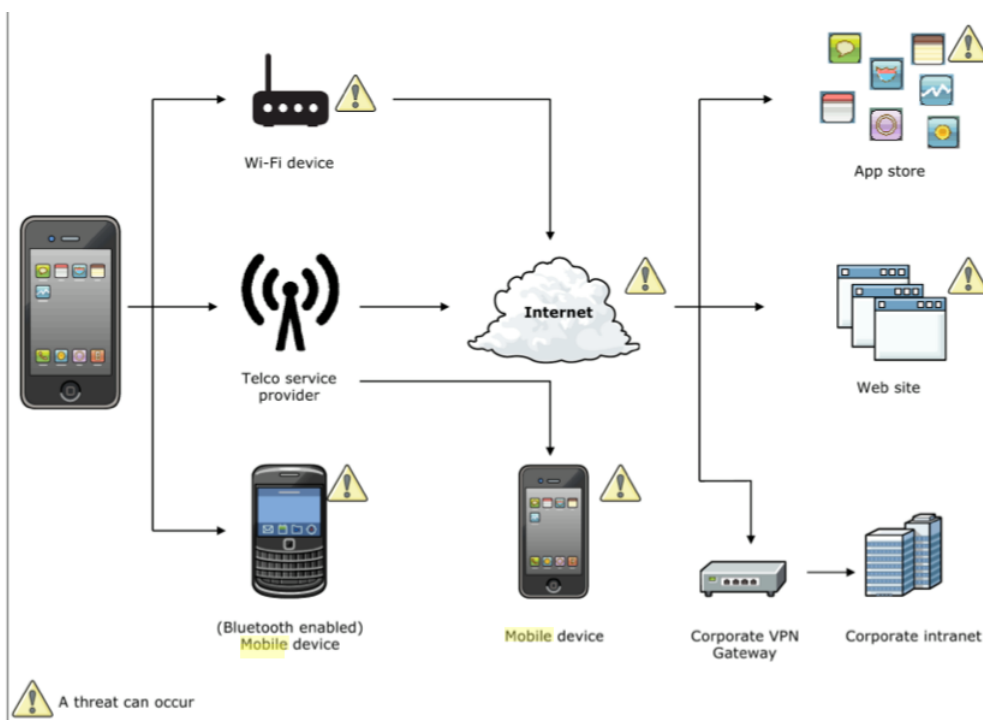 Wi-Fi device
App store
Internet
Telco service
provider
Web site
(Bluetooth enabled)
Mobile device
Mobile device
Corporate VPN
Gateway
Corporate intranet
A threat can occur